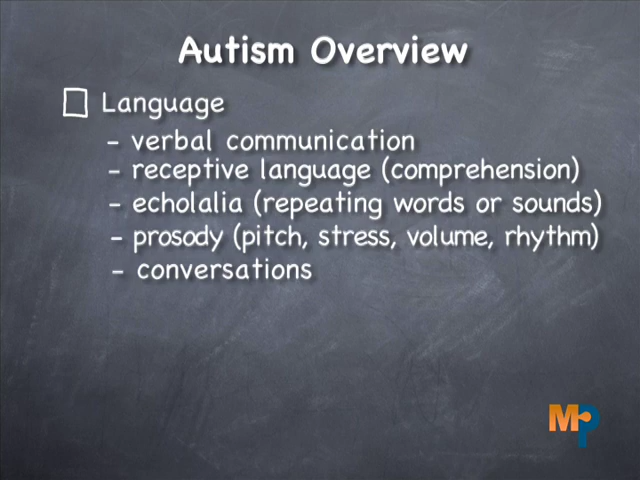 Autism Overview
Language
- verbal communication
- receptive language (comprehension)
- echolalia (repeating words or sounds)
- prosody (pitch, stress, volume, rhythm)
- conversations
MP